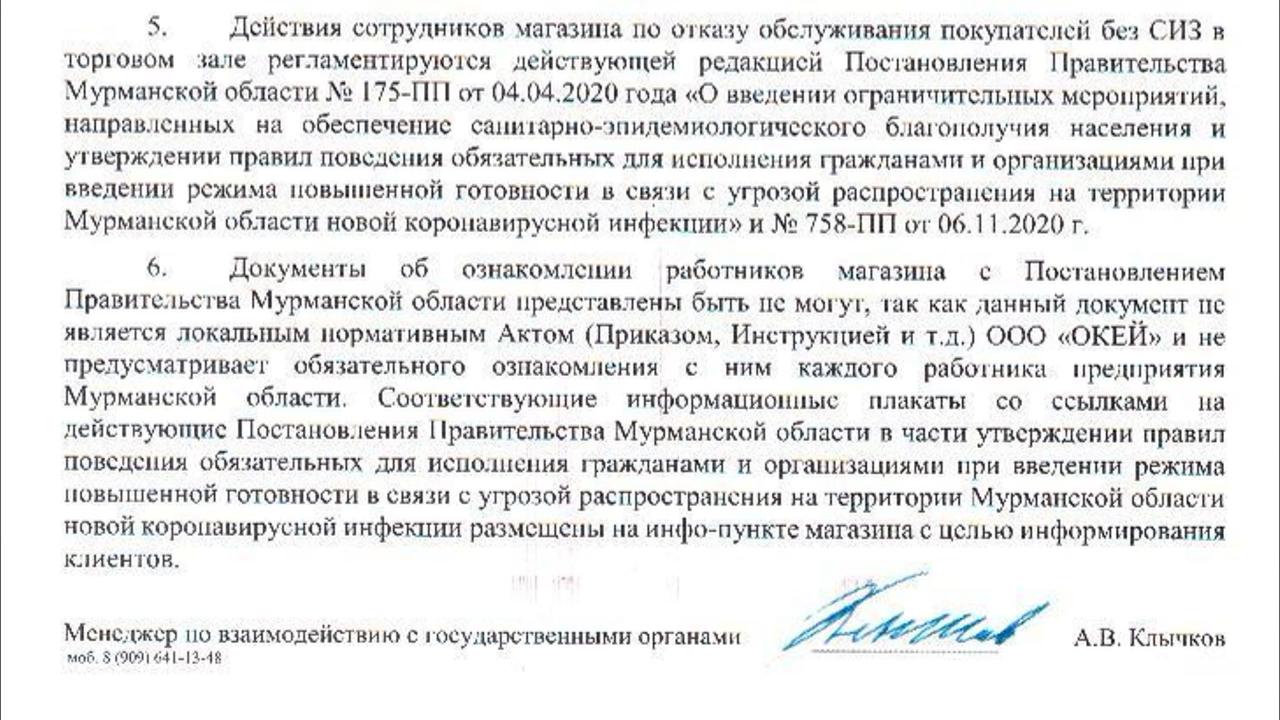 5. Действия сотрудников магазина по отказу обслуживания покупателей без СИЗ в
торговом зале регламентируются действующей редакцией Постановления Правительства
Мурманской области № 175-ПП от 04.04.2020 года «О введении ограничительных мероприятий,
направленных на обеспечение санитарно-эпидемиологического благополучия населения и
утверждении правил поведения обязательных для исполнения гражданами и организациями при
введении режима повышенной готовности в связи с угрозой распространения на территории
Мурманской области новой коронавирусной инфекции» и № 758-ПП от 06.11.2020 г.
6. Документы об ознакомлении работников магазина с Постановлением
Правительства Мурманской области представлены быть не могут, так как данный документ не
является локальным нормативным Актом (Приказом, Инструкцией и т.д.) ООО «ОКЕЙ» и не
предусматривает обязательного ознакомления с ним каждого работника предприятия
Мурманской области. Соответствующие информационные плакаты со ссылками на
действующие Постановления Правительства Мурманской области в части утверждении правил
поведения обязательных для исполнения гражданами и организациями при введении режима
повышенной готовности в связи с угрозой распространения на территории Мурманской области
новой коронавирусной инфекции размещены на инфо-пункте магазина с целью информирования
клиентов.
Менеджер по взаимодействию с государственными органами А.В. Клычков
моб. 8 (909) 641-13-48